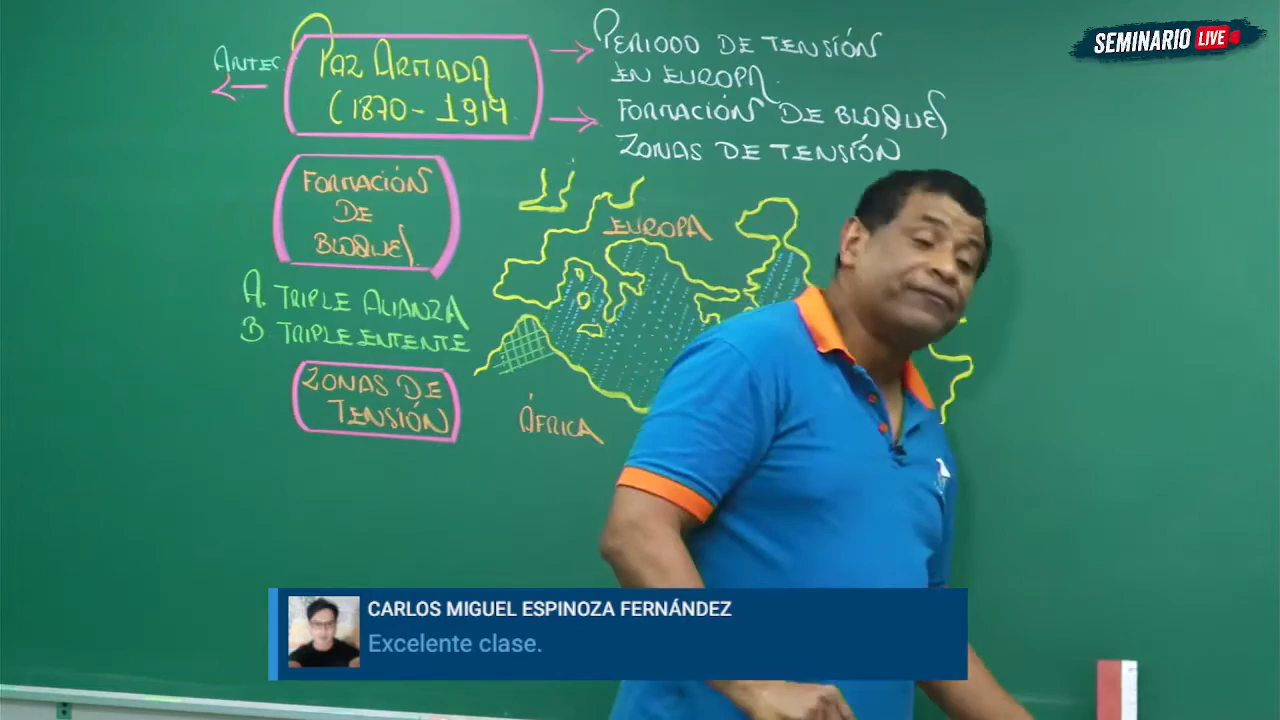 SEMINARIO LIVE
ANTEC
PAZ ARMADA
(1870-1914
PERIODO DE TENSIÓN
EN EUROPA.
FORMACIÓN DE BLOQUES
ZONAS DE TENSIÓN
FORMACIÓN
DE
BLOQUES
A. TRIPLE ALIANZA
B TRIPLE ENTENTE
ZONAS DE
TENSIÓN
EUROPA
ÁFRICA
CARLOS MIGUEL ESPINOZA FERNÁNDEZ
Excelente clase.